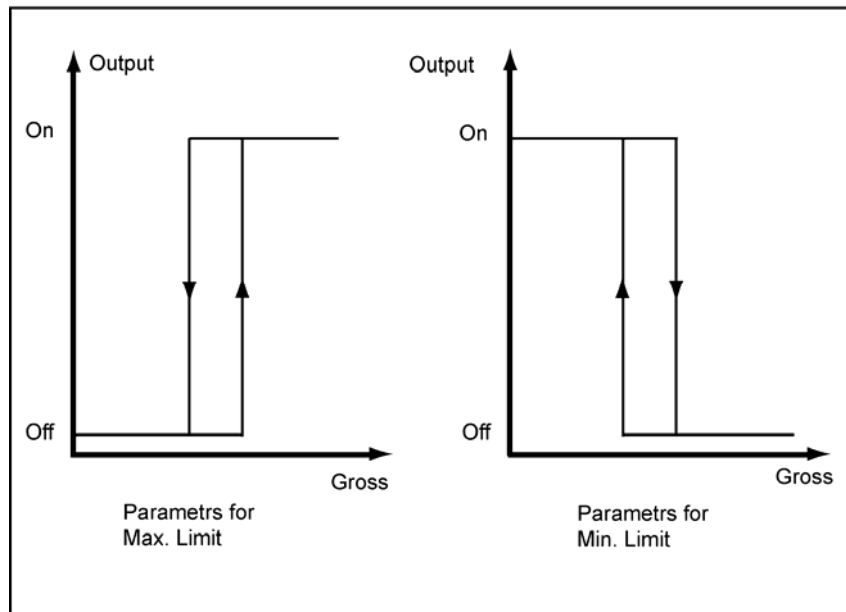 Output
On
Off
Gross
Parametrs for
Max. Limit
Output
On
Off
Gross
Parametrs for
Min. Limit